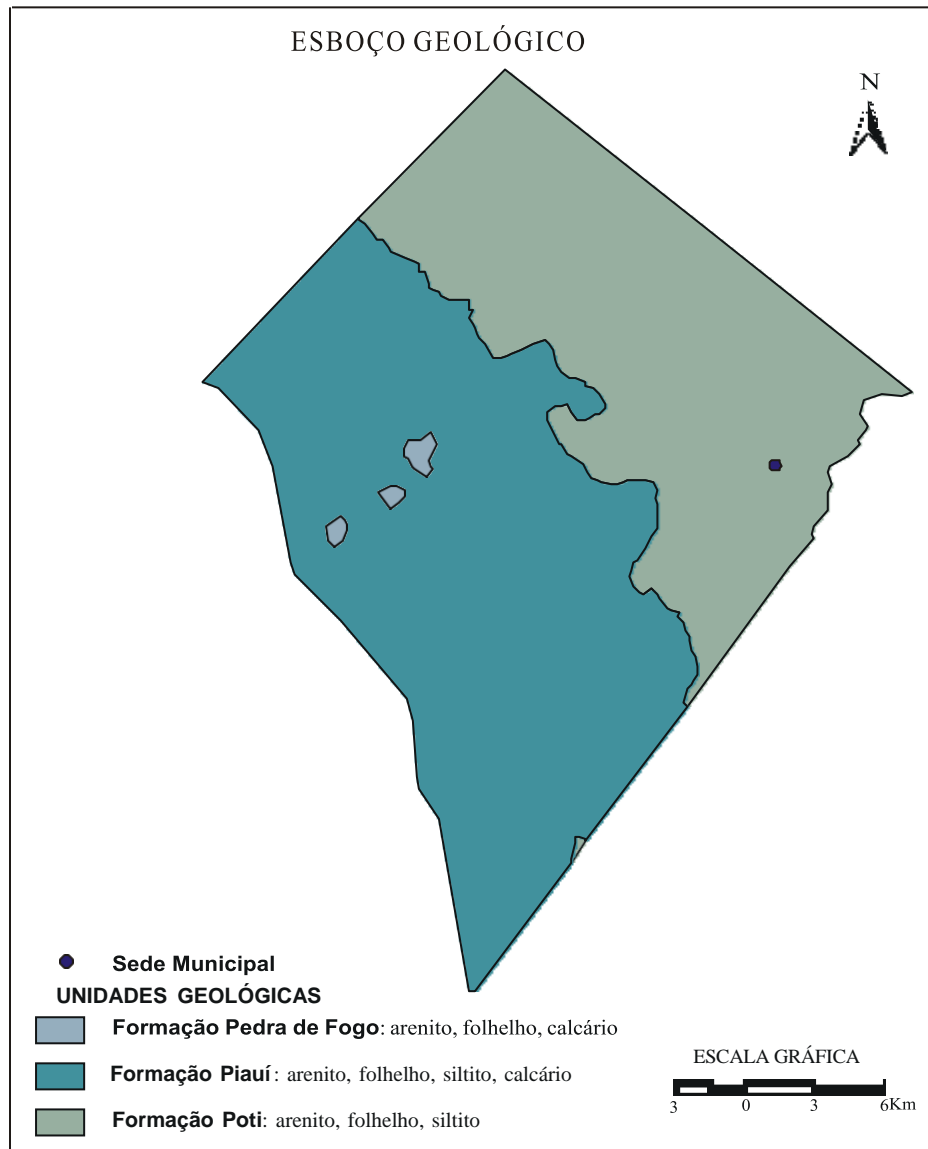 ESBOÇO GEOLÓGICO
N
Sede Municipal
UNIDADES GEOLÓGICAS
Formação Pedra de Fogo: arenito, folhelho, calcário
Formação Piauí: arenito, folhelho, siltito, calcário
Formação Poti: arenito, folhelho, siltito
ESCALA GRÁFICA
3 0 3 6Km